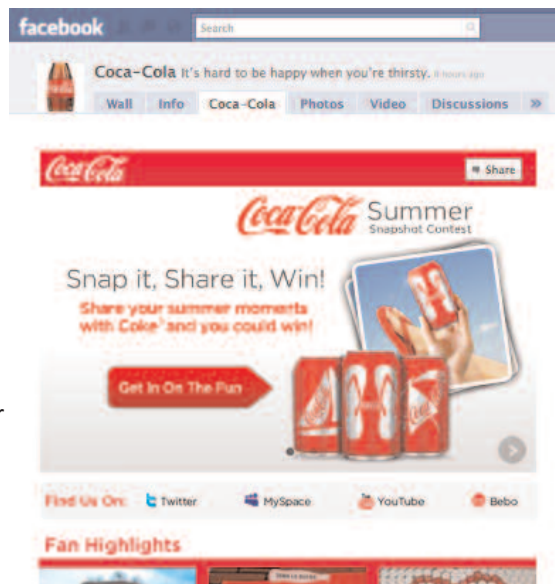 facebook
Search
Coca-Cola It's hard to be happy when you're thirsty. 8 hours ago
Wall Info Coca-Cola Photos Video Discussions »
Coca-Cola
Share
Coca-Cola Summer
Snapshot Contest
Snap it, Share it, Win!
Share your summer moments
with Coke and you could win!
Get In On The Fun
r
Find Us On: Twitter MySpace YouTube Bebo
Fan Highlights